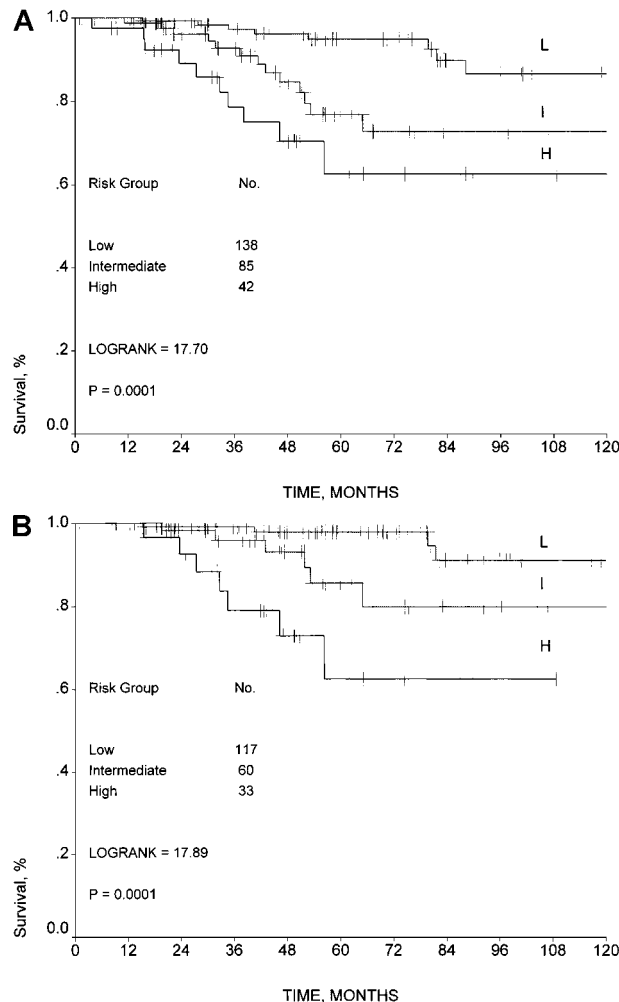 A
1.0
L
.8
I
H
Risk Group No.
.6
Low 138
.4
Intermediate 85
High 42
.2
LOGRANK = 17.70
P = 0.0001
0.0
Survival, %
0 12 24 36 48 60 72 84 96 108 120
TIME, MONTHS
B
1.0
L
I
.8
H
Risk Group No.
.6
Low 117
Intermediate 60
.4
High 33
LOGRANK = 17.89
.2
P = 0.0001
0.0
Survival, %
0 12 24 36 48 60 72 84 96 108 120
TIME, MONTHS